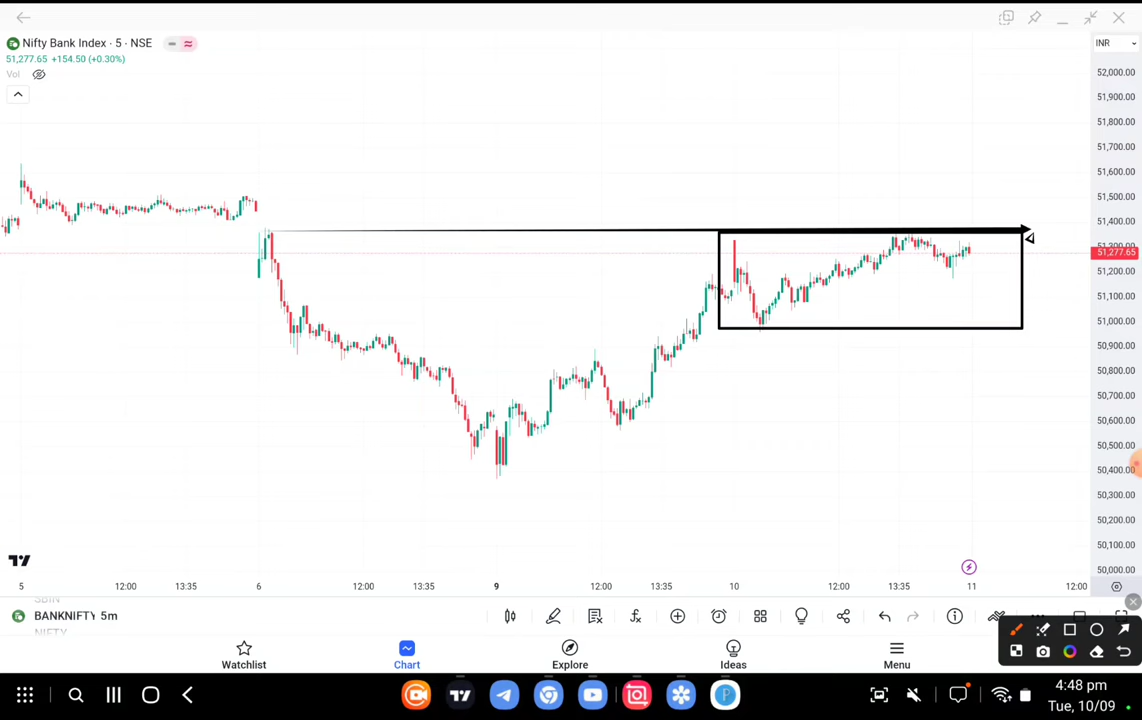 Nifty Bank Index · 5 · NSE
INR
51,277.65 +154.50 (+0.30%)
Vol
52,000.00
51,900.00
51,800.00
51,700.00
51,600.00
51,500.00
51,400.00
51,300.00
51,277.65
51,200.00
51,100.00
51,000.00
50,900.00
50,800.00
50,700.00
50,600.00
50,500.00
50,400.00
50,300.00
50,200.00
50,100.00
50,000.00
5 12:00 13:35 6 12:00 13:35 9 12:00 13:35 10 12:00 13:35 11 12:00
SBIN
BANKNIFTY 5m
NIFTY
Watchlist Chart Explore Ideas Menu
4:48 pm
Tue, 10/09